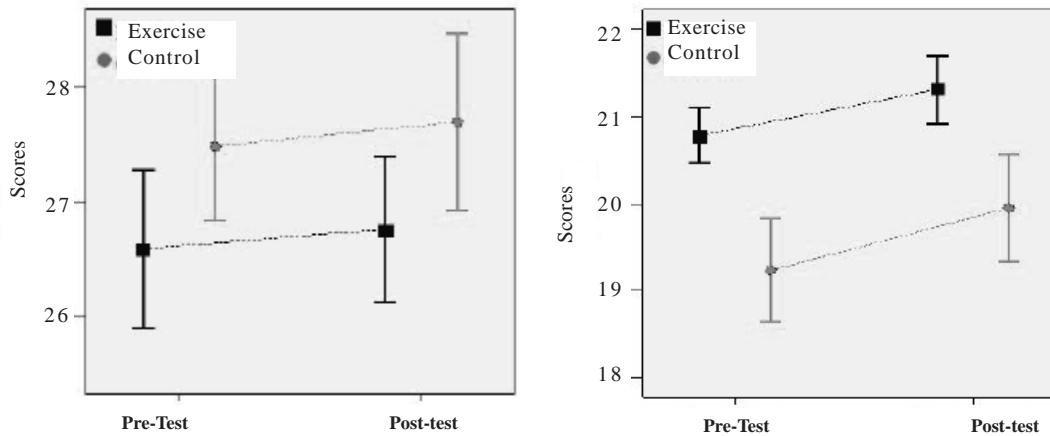 Exercise
Control
28
27
26
Scores
Pre-Test
Post-test
Exercise
Control
22
21
20
19
18
Scores
Pre-Test
Post-test